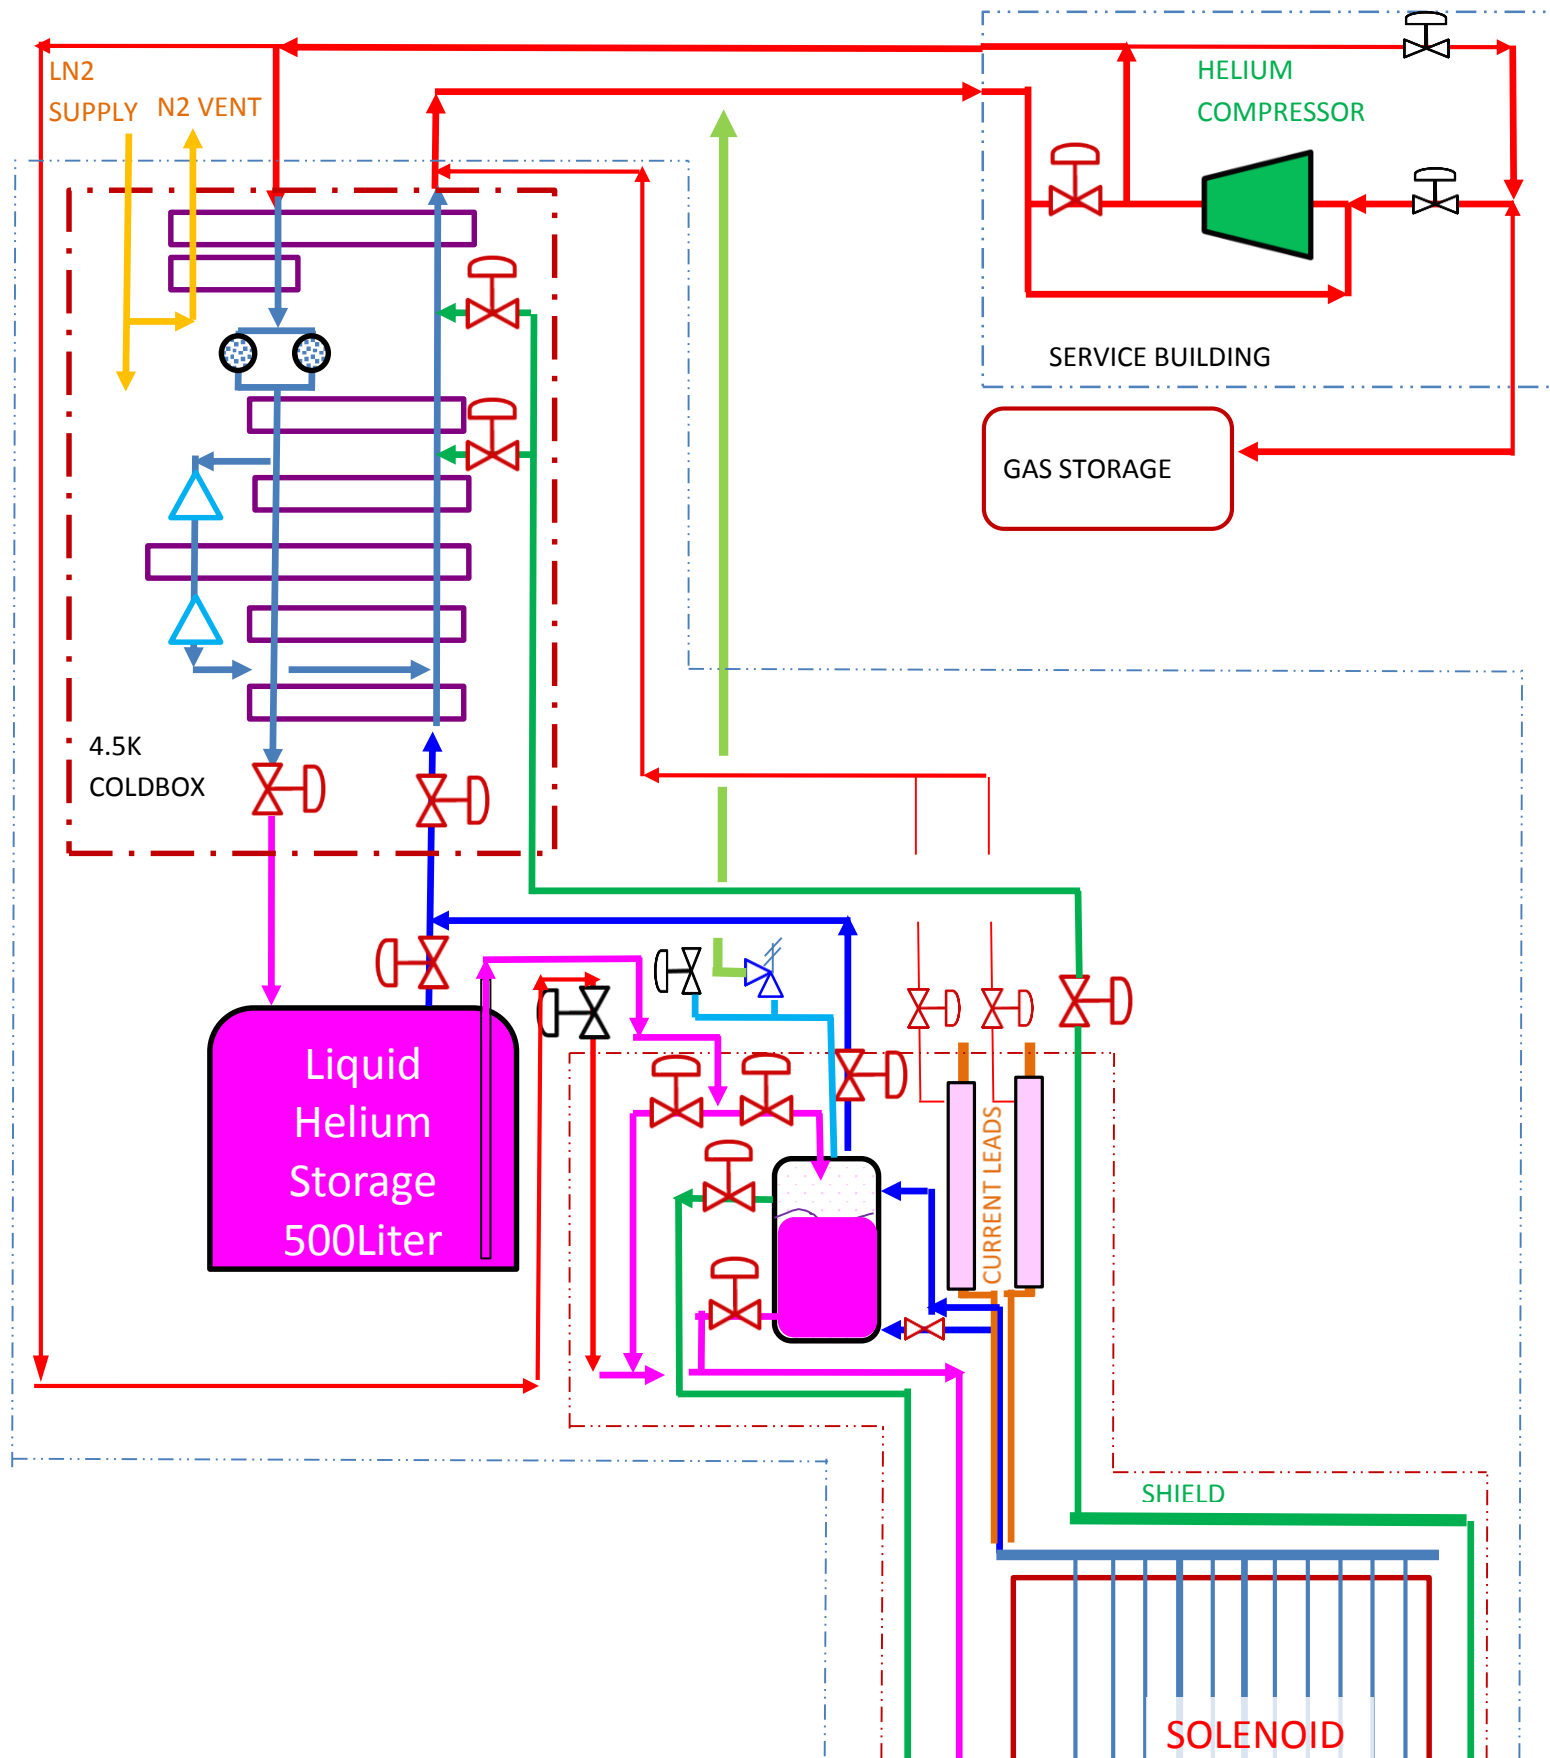 LN2
SUPPLY
N2 VENT
HELIUM
COMPRESSOR
SERVICE BUILDING
GAS STORAGE
4.5K
COLDBOX
Liquid
Helium
Storage
500Liter
CURRENT LEADS
SHIELD
SOLENOID